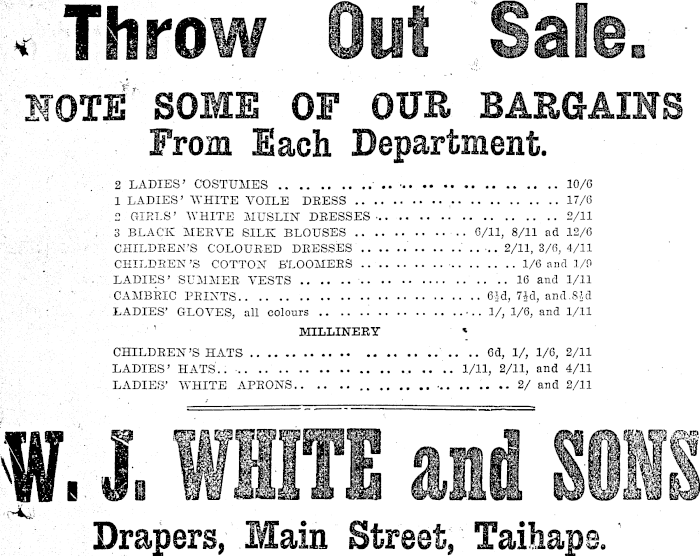 Throw Out Sale.
NOTE SOME OF OUR BARGAINS
From Each Department.
2 LADIES' COSTUMES .. .. .. .. .. .. .. .. .. .. .. .. .. .. 10/6
1 LADIES' WHITE VOILE DRESS .. .. .. .. .. .. .. .. .. .. 17/6
2 GIRLS' WHITE MUSLIN DRESSES .. .. .. .. .. .. .. .. .. 2/11
3 BLACK MERVE SILK BLOUSES .. .. .. .. .. .. 6/11, 8/11 ad 12/6
CHILDREN'S COLOURED DRESSES .. .. .. .. .. .. .. 2/11, 3/6, 4/11
CHILDREN'S COTTON BLOOMERS .. .. .. .. .. .. .. .. 1/6 and 1/9
LADIES' SUMMER VESTS .. .. .. .. .. .. .... .. .. .. 16 and 1/11
CAMBRIC PRINTS.. .. .. .. .. .. .. .. .. .. .. .. 6½d, 7½d, and 8½d
LADIES' GLOVES, all colours .. .. .. .. .. .. .. .. .. 1/, 1/6, and 1/11
MILLINERY
CHILDREN'S HATS .. .. .. .. .. .. .. .. .. .. .. 6d, 1/, 1/6, 2/11
LADIES' HATS.. .. .. .. .. .. .. .. .. .. .. .. 1/11, 2/11, and 4/11
LADIES' WHITE APRONS.. .. .. .. .. .. .. .. .. .. .. 2/ and 2/11
W. J. WHITE and SONS
Drapers, Main Street, Taihape.